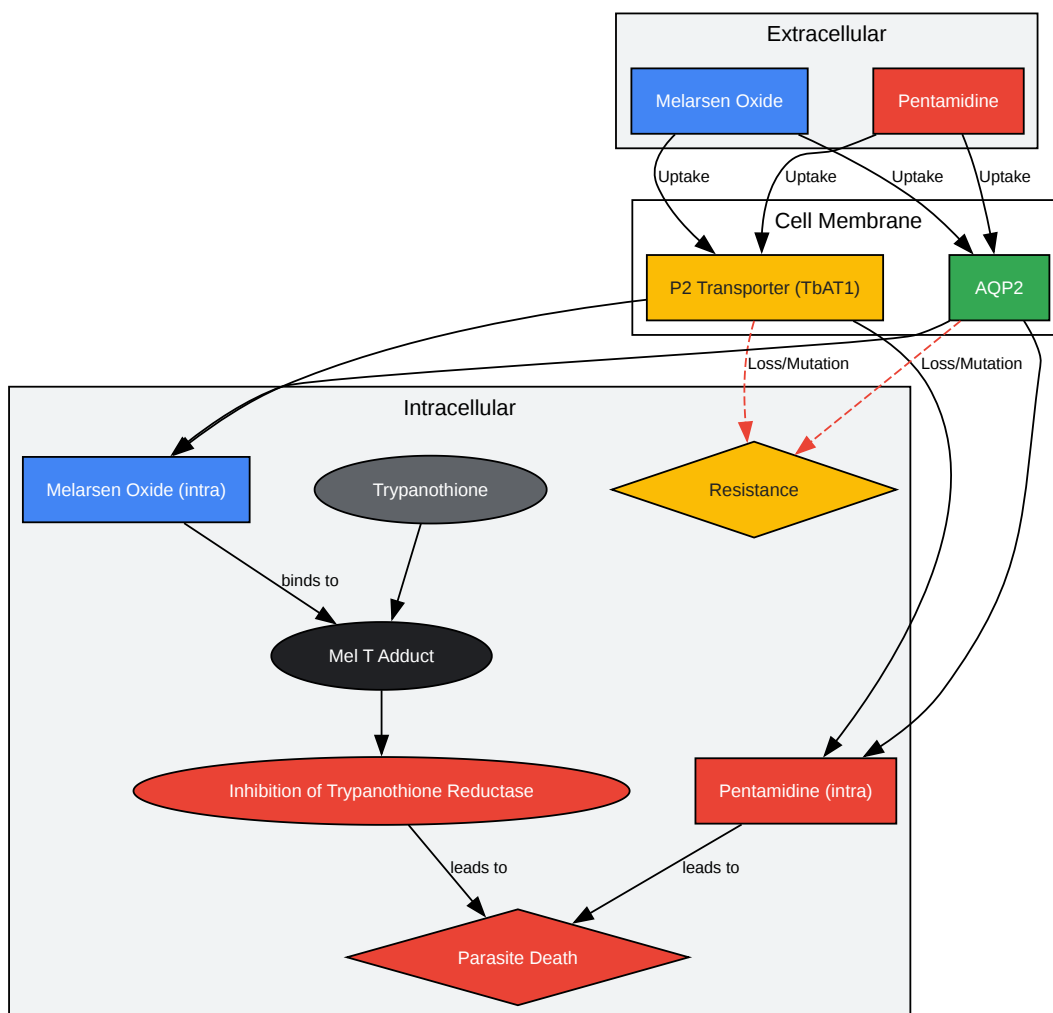 Extracellular
Melarsen Oxide
Pentamidine
Uptake
Uptake
Uptake
Uptake
Cell Membrane
P2 Transporter (TbAT1)
AQP2
Loss/Mutation
Loss/Mutation
Intracellular
Melarsen Oxide (intra)
Trypanothione
Resistance
binds to
Mel T Adduct
Inhibition of Trypanothione Reductase
Pentamidine (intra)
leads to
leads to
Parasite Death